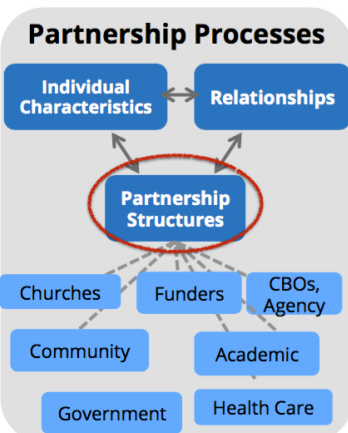 Partnership Processes
Individual
Characteristics
Relationships
Partnership
Structures
Churches
Funders
CBOs,
Agency
Community
Academic
Government
Health Care